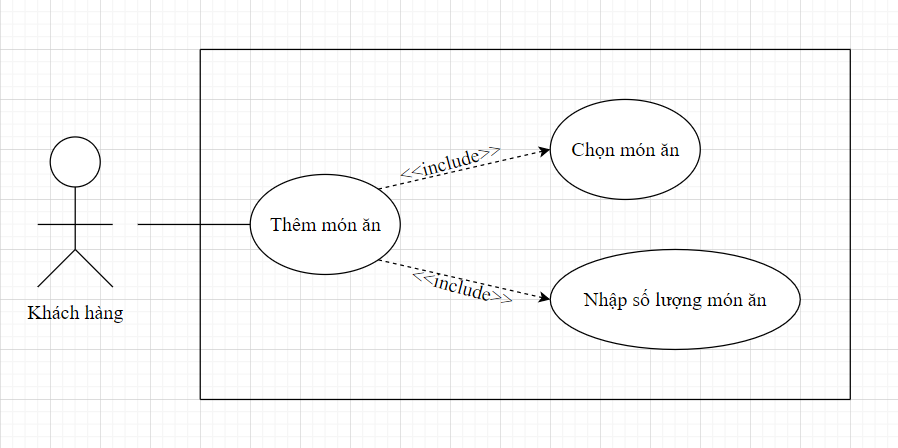 <<include>>
Chọn món ăn
Thêm món ăn
<<include>>
Nhập số lượng món ăn
Khách hàng